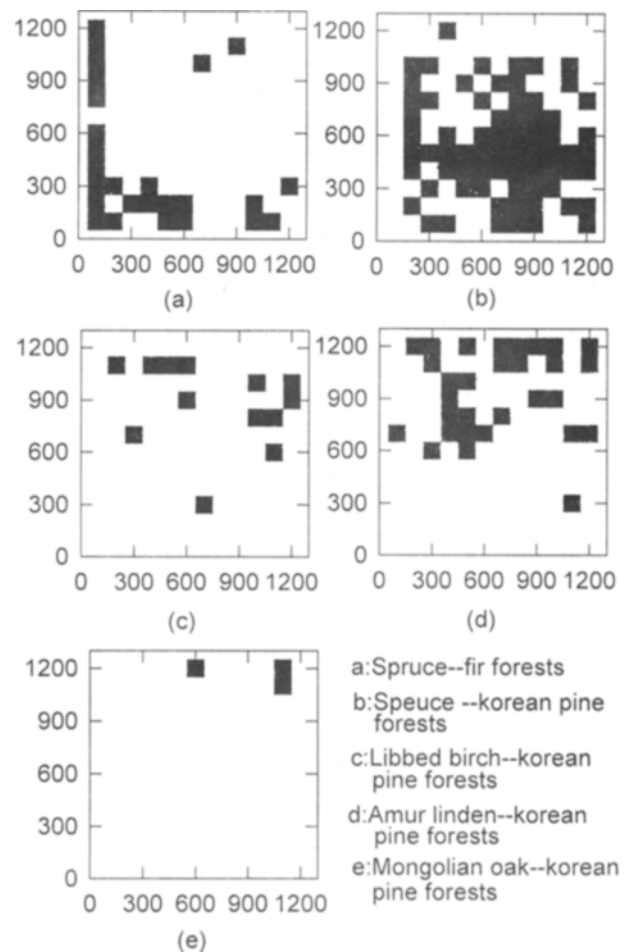 1200
900
600
300
0
0 300 600 900 1200
(a)
1200
900
600
300
0
0 300 600 900 1200
(b)
1200
900
600
300
0
0 300 600 900 1200
(c)
1200
900
600
300
0
0 300 600 900 1200
(d)
1200
900
600
300
0
0 300 600 900 1200
(e)
a:Spruce--fir forests
b:Speuce --korean pine
forests
c:Libbed birch--korean
pine forests
d:Amur linden--korean
pine forests
e:Mongolian oak--korean
pine forests